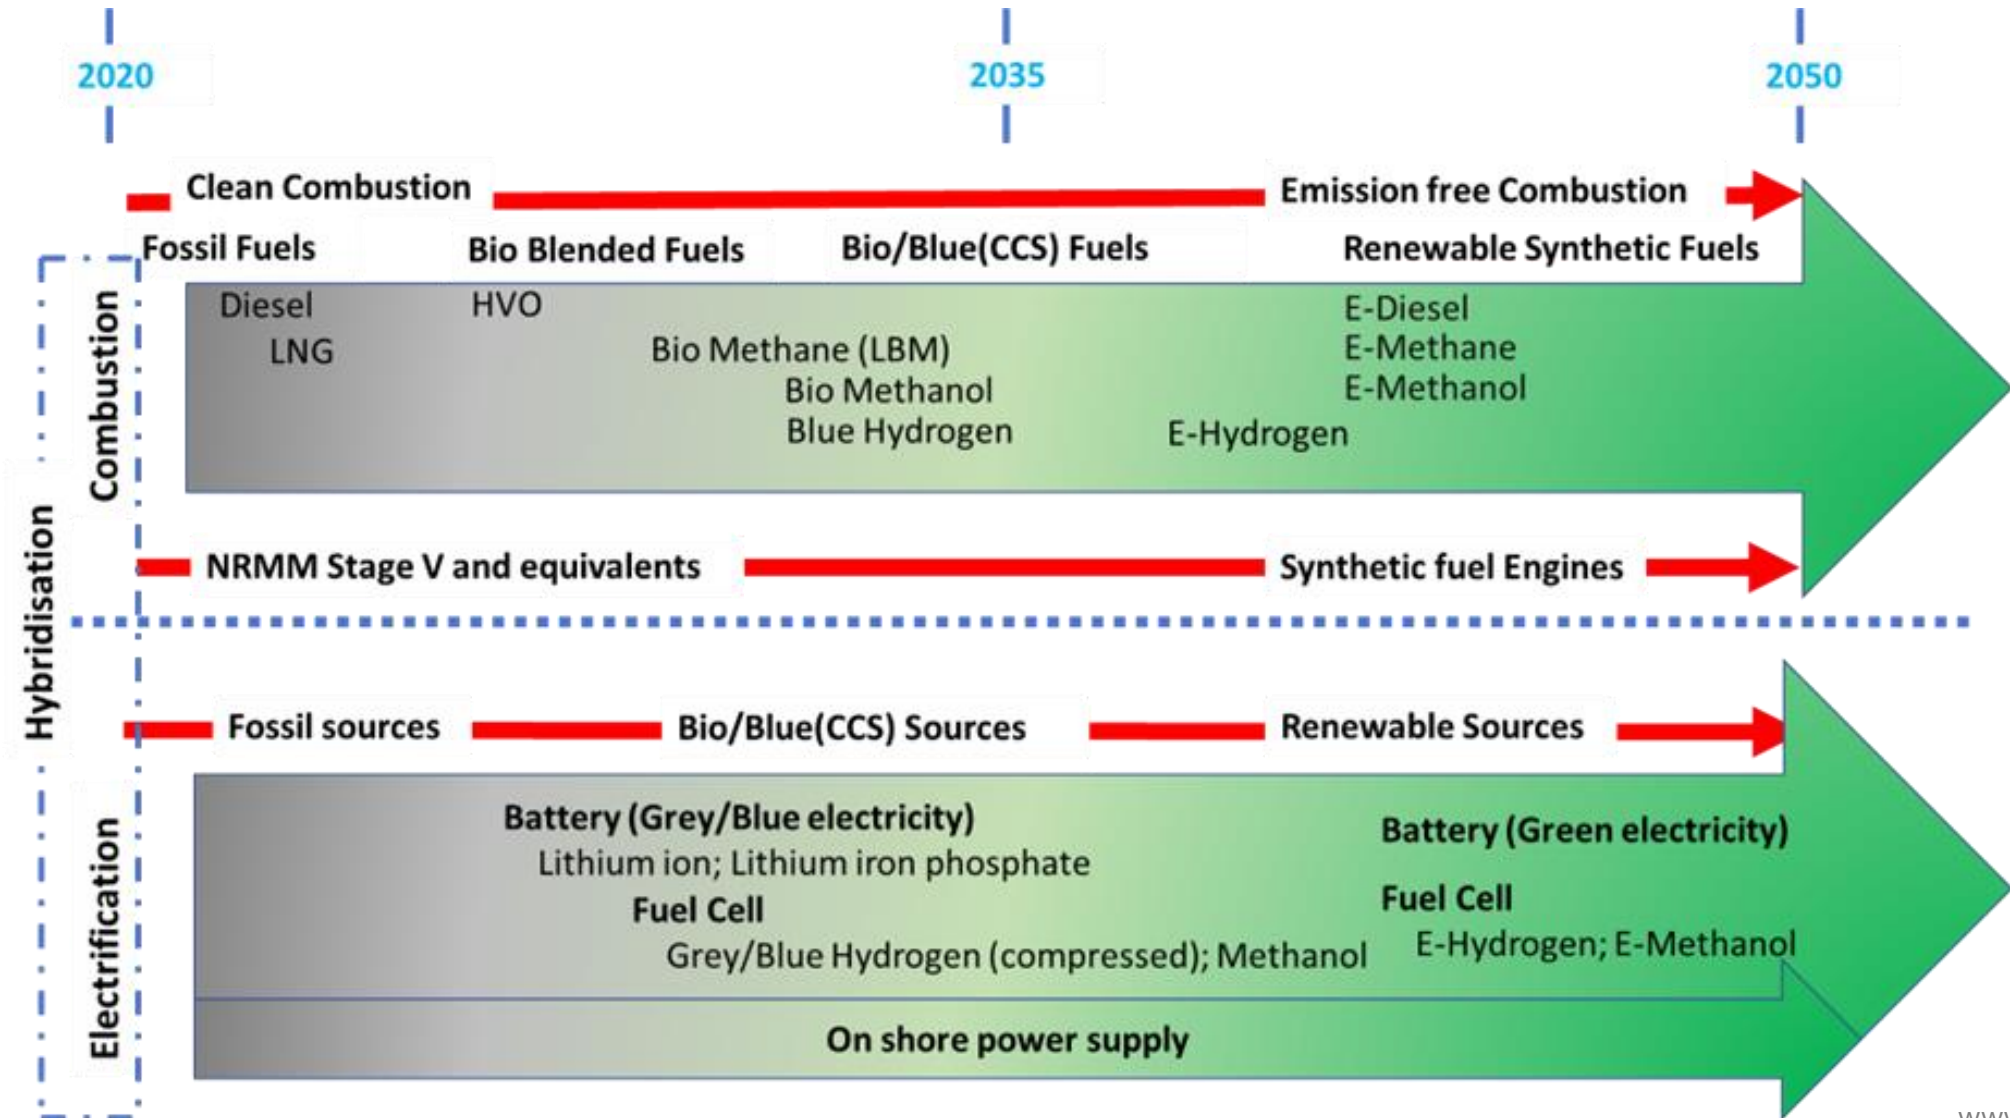 2020
2035
2050
Clean Combustion
Emission free Combustion
Fossil Fuels
Bio Blended Fuels
Bio/Blue(CCS) Fuels
Renewable Synthetic Fuels
Combustion
Diesel
HVO
E-Diesel
LNG
Bio Methane (LBM)
E-Methane
Bio Methanol
E-Methanol
Blue Hydrogen
E-Hydrogen
NRMM Stage V and equivalents
Synthetic fuel Engines
Hybridisation
Fossil sources
Bio/Blue(CCS) Sources
Renewable Sources
Electrification
Battery (Grey/Blue electricity)
Lithium ion; Lithium iron phosphate
Fuel Cell
Grey/Blue Hydrogen (compressed); Methanol
Battery (Green electricity)
Fuel Cell
E-Hydrogen; E-Methanol
On shore power supply